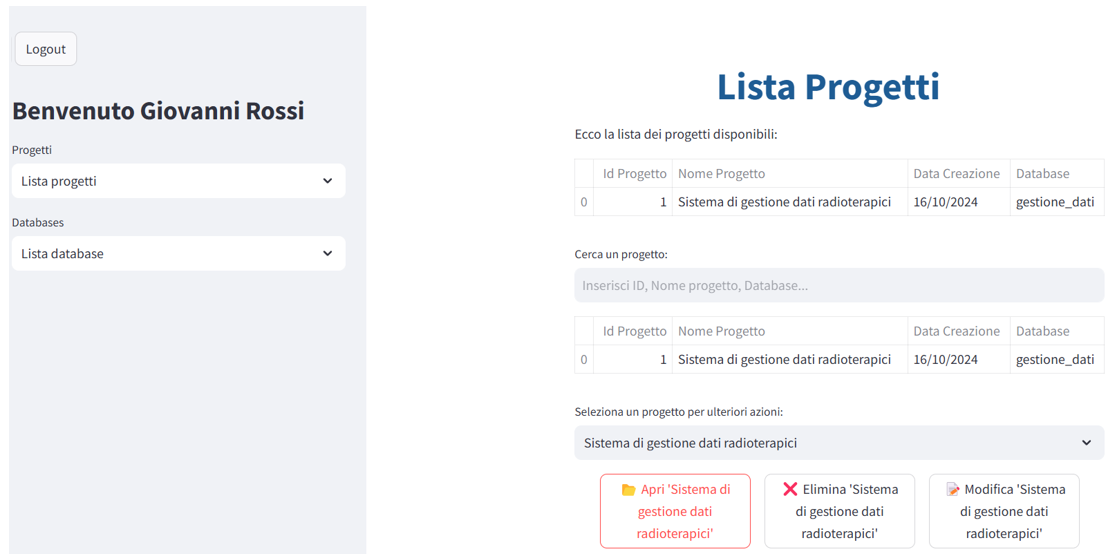 Logout
Benvenuto Giovanni Rossi
Progetti
Lista progetti
Databases
Lista database
Lista Progetti
Ecco la lista dei progetti disponibili:
Id Progetto Nome Progetto Data Creazione Database
0 1 Sistema di gestione dati radioterapici 16/10/2024 gestione_dati
Cerca un progetto:
Inserisci ID, Nome progetto, Database...
Id Progetto Nome Progetto Data Creazione Database
0 1 Sistema di gestione dati radioterapici 16/10/2024 gestione_dati
Seleziona un progetto per ulteriori azioni:
Sistema di gestione dati radioterapici
📂 Apri 'Sistema di
gestione dati
radioterapici'
❌ Elimina 'Sistema
di gestione dati
radioterapici'
📝 Modifica 'Sistema
di gestione dati
radioterapici'